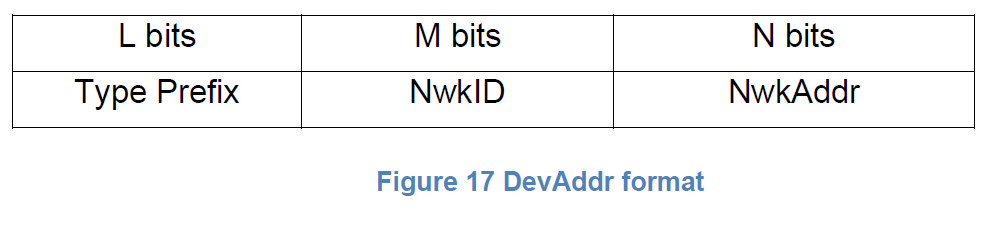 L bits M bits N bits
Type Prefix NwkID NwkAddr
Figure 17 DevAddr format